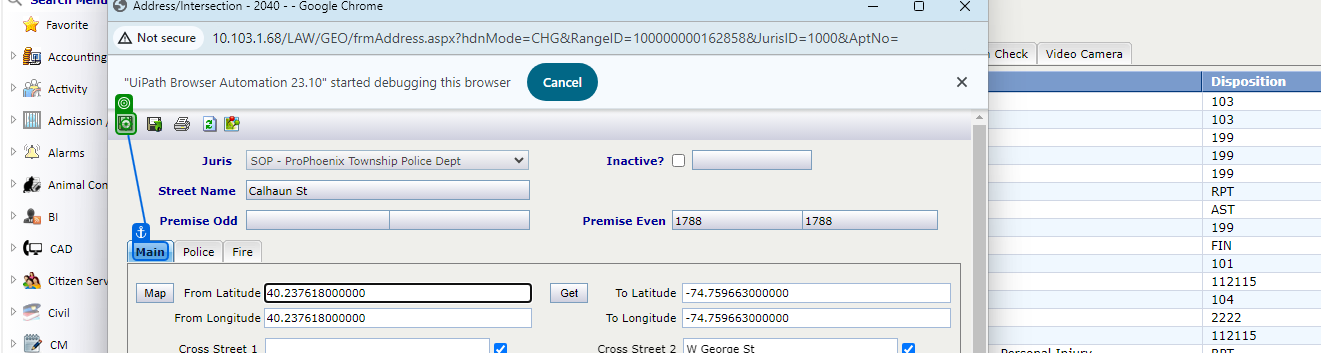 Search Menu
Address/Intersection - 2040 - - Google Chrome
Favorite
Not secure 10.103.1.68/LAW/GEO/frmAddress.aspx?hdnMode=CHG&RangeID=100000000162858&JurisID=1000&AptNo=
Accounting
Check Video Camera
"UiPath Browser Automation 23.10" started debugging this browser Cancel
Activity
Disposition
103
Admission /
103
Alarms
199
Juris SOP - ProPhoenix Township Police Dept Inactive?
199
199
Animal Con
Street Name Calhaun St
RPT
BI
AST
Premise Odd Premise Even 1788 1788
199
CAD
Main Police Fire
FIN
101
Citizen Serv
112115
Map From Latitude 40.237618000000 Get To Latitude -74.759663000000
104
Civil
From Longitude 40.237618000000 To Longitude -74.759663000000
2222
112115
CM
Cross Street 1 Cross Street 2 W George St
Personal Injury RPT